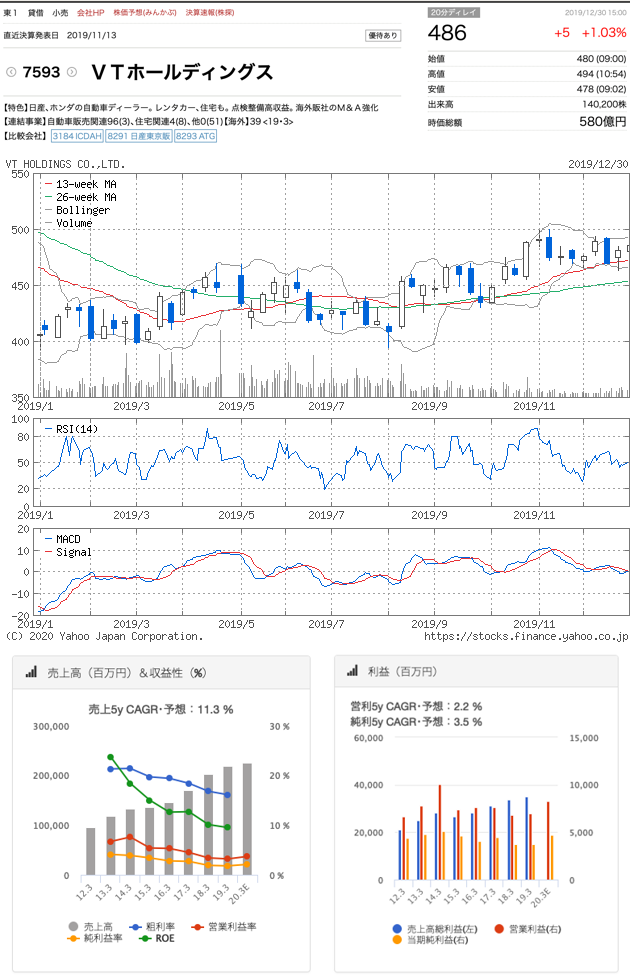 東１ 貸借 小売 会社HP 株価予想(みんかぶ) 決算速報(株探)
直近決算発表日 2019/11/13 優待あり
7593 ＶＴホールディングス
【特色】日産、ホンダの自動車ディーラー。レンタカー、住宅も。点検整備高収益。海外販社のＭ＆Ａ強化
【連結事業】自動車販売関連96(3)、住宅関連4(8)、他0(51)【海外】39 <19・3>
【比較会社】 3184 ICDAH 8291 日産東京販 8293 ATG
20分ディレイ 2019/12/30 15:00
486 +5 +1.03%
始値 480 (09:00)
高値 494 (10:54)
安値 478 (09:02)
出来高 140,200株
時価総額 580億円
VT HOLDINGS CO.,LTD. 2019/12/30
550
500
450
400
350
13-week MA
26-week MA
Bollinger
Volume
2019/1 2019/3 2019/5 2019/7 2019/9 2019/11
100
80
50
20
0
RSI(14)
2019/1 2019/3 2019/5 2019/7 2019/9 2019/11
20
10
0
-10
-20
MACD
Signal
2019/1 2019/3 2019/5 2019/7 2019/9 2019/11
(C) 2020 Yahoo Japan Corporation. https://stocks.finance.yahoo.co.jp
売上高（百万円）＆収益性（%）
売上5y CAGR・予想：11.3 %
300,000 30 %
200,000 20 %
100,000 10 %
0 0 %
12.3 13.3 14.3 15.3 16.3 17.3 18.3 19.3 20.3E
売上高 粗利率 営業利益率
純利益率 ROE
利益（百万円）
営利5y CAGR・予想：2.2 %
純利5y CAGR・予想：3.5 %
60,000 15,000
40,000 10,000
20,000 5,000
0 0
12.3 13.3 14.3 15.3 16.3 17.3 18.3 19.3 20.3E
売上高総利益(左) 営業利益(右)
当期純利益(右)